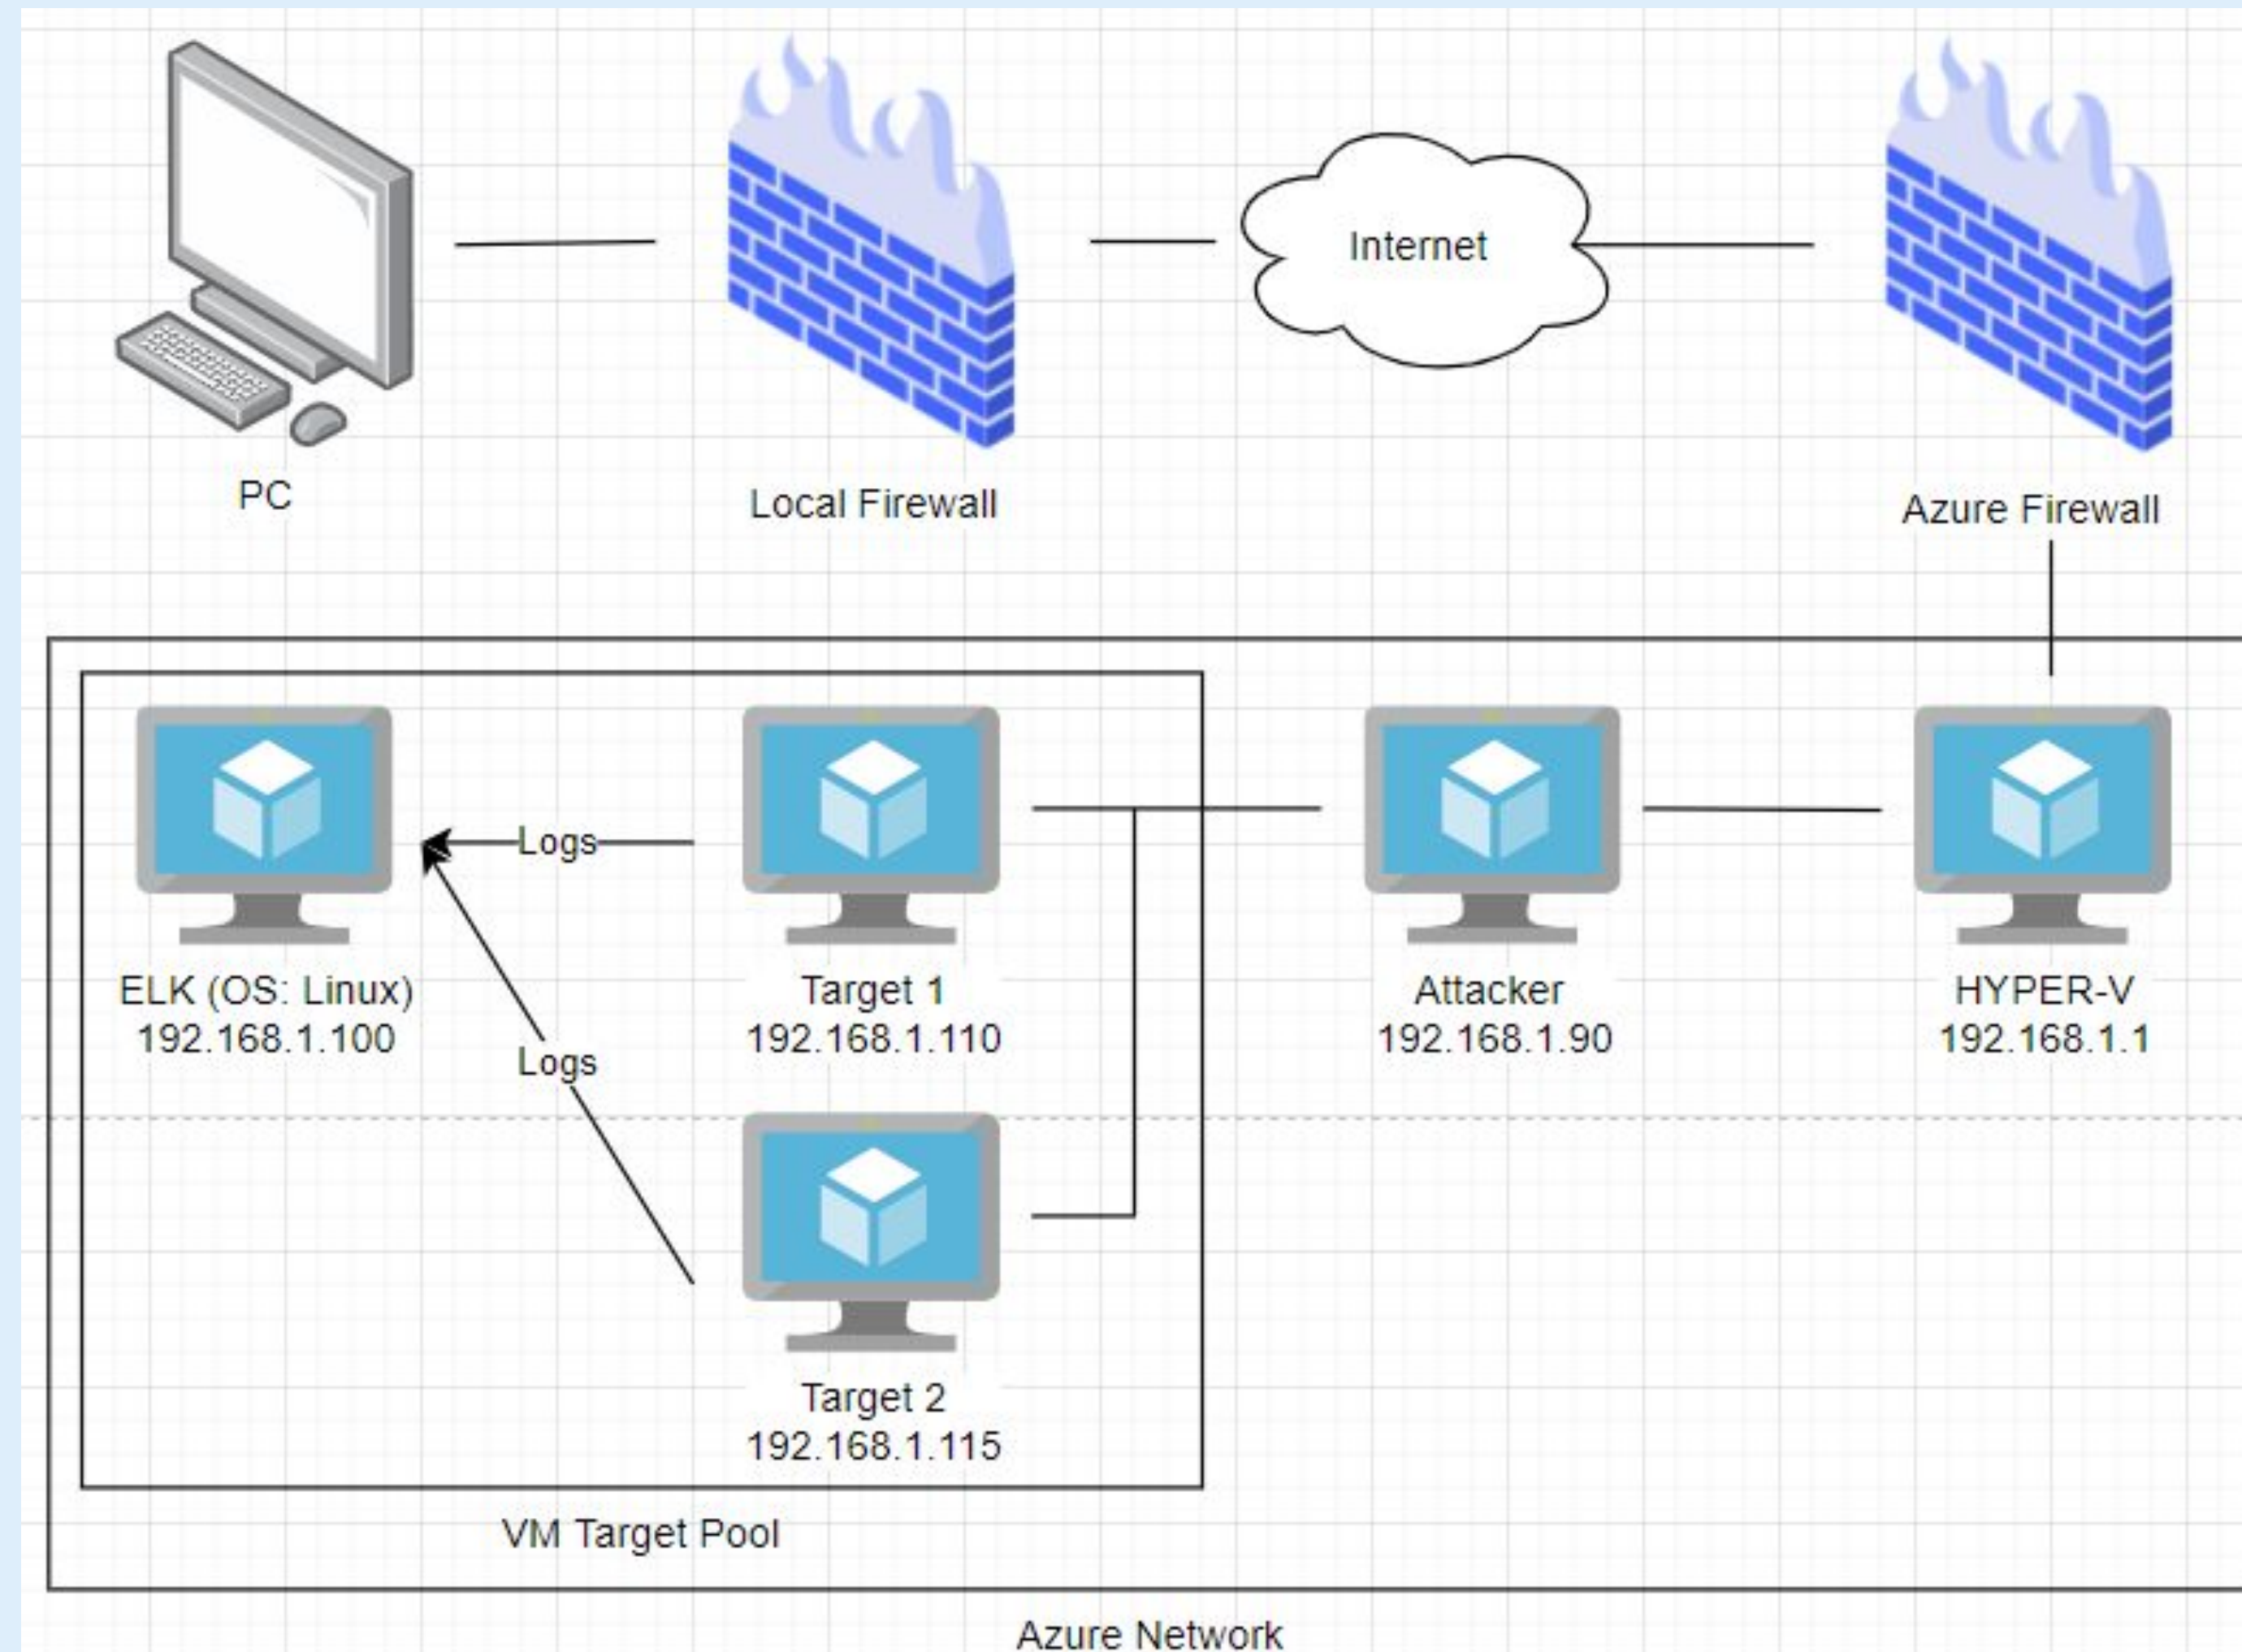 Internet
PC
Local Firewall
Azure Firewall
Logs
ELK (OS: Linux)
192.168.1.100
Target 1
192.168.1.110
Attacker
192.168.1.90
HYPER-V
192.168.1.1
Logs
Target 2
192.168.1.115
VM Target Pool
Azure Network